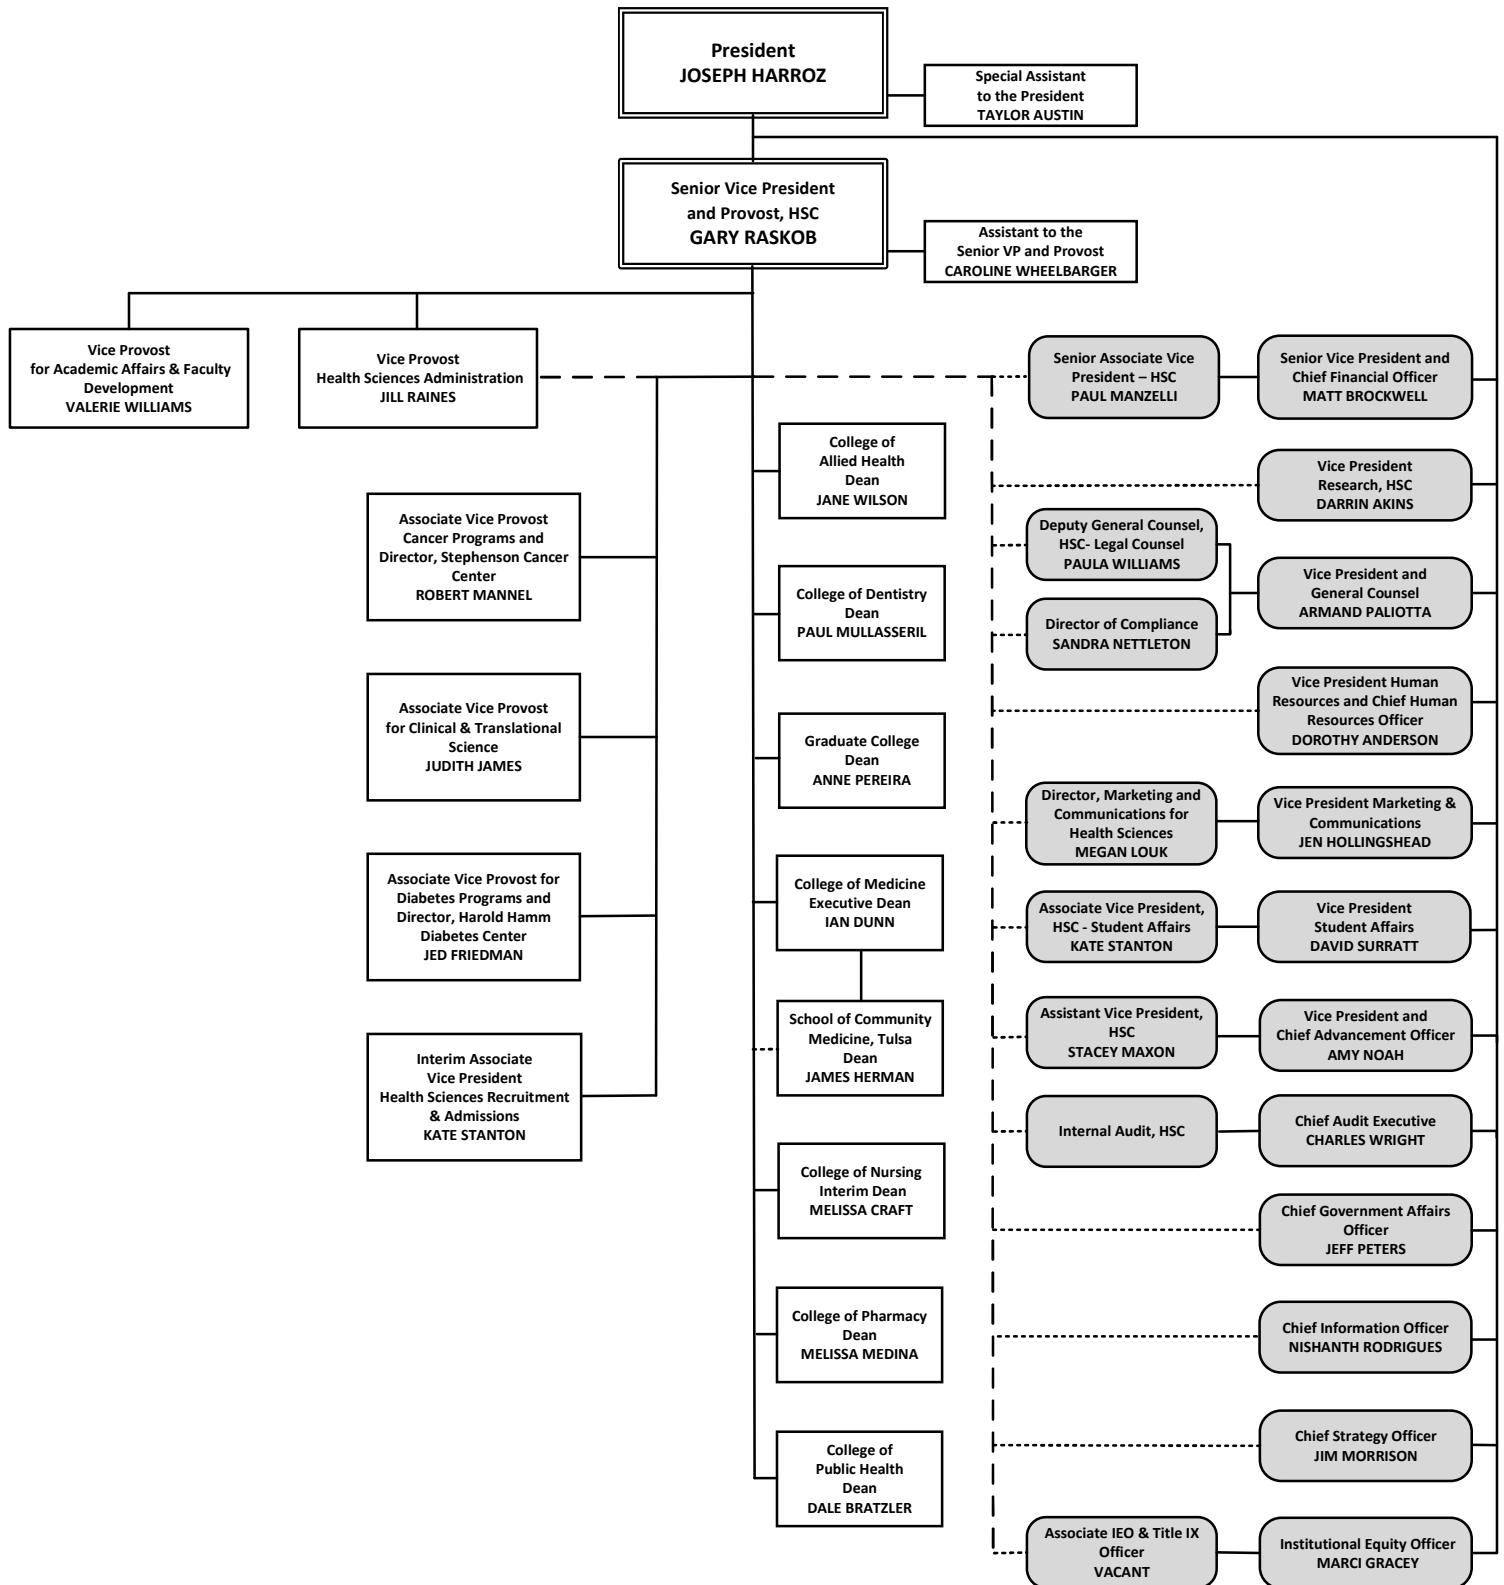 President
JOSEPH HARROZ
Special Assistant
to the President
TAYLOR AUSTIN
Senior Vice President
and Provost, HSC
GARY RASKOB
Assistant to the
Senior VP and Provost
CAROLINE WHEELBARGER
Vice Provost
for Academic Affairs & Faculty
Development
VALERIE WILLIAMS
Vice Provost
Health Sciences Administration
JILL RAINES
Associate Vice Provost
Cancer Programs and
Director, Stephenson Cancer
Center
ROBERT MANNEL
Associate Vice Provost
for Clinical & Translational
Science
JUDITH JAMES
Associate Vice Provost for
Diabetes Programs and
Director, Harold Hamm
Diabetes Center
JED FRIEDMAN
Interim Associate
Vice President
Health Sciences Recruitment
& Admissions
KATE STANTON
College of
Allied Health
Dean
JANE WILSON
College of Dentistry
Dean
PAUL MULLASSERIL
Graduate College
Dean
ANNE PEREIRA
College of Medicine
Executive Dean
IAN DUNN
School of Community
Medicine, Tulsa
Dean
JAMES HERMAN
College of Nursing
Interim Dean
MELISSA CRAFT
College of Pharmacy
Dean
MELISSA MEDINA
College of
Public Health
Dean
DALE BRATZLER
Senior Associate Vice
President – HSC
PAUL MANZELLI
Senior Vice President and
Chief Financial Officer
MATT BROCKWELL
Vice President
Research, HSC
DARRIN AKINS
Deputy General Counsel,
HSC- Legal Counsel
PAULA WILLIAMS
Director of Compliance
SANDRA NETTLETON
Vice President and
General Counsel
ARMAND PALIOTTA
Vice President Human
Resources and Chief Human
Resources Officer
DOROTHY ANDERSON
Director, Marketing and
Communications for
Health Sciences
MEGAN LOUK
Vice President Marketing &
Communications
JEN HOLLINGSHEAD
Associate Vice President,
HSC - Student Affairs
KATE STANTON
Vice President
Student Affairs
DAVID SURRATT
Assistant Vice President,
HSC
STACEY MAXON
Vice President and
Chief Advancement Officer
AMY NOAH
Internal Audit, HSC
Chief Audit Executive
CHARLES WRIGHT
Chief Government Affairs
Officer
JEFF PETERS
Chief Information Officer
NISHANTH RODRIGUES
Chief Strategy Officer
JIM MORRISON
Associate IEO & Title IX
Officer
VACANT
Institutional Equity Officer
MARCI GRACEY